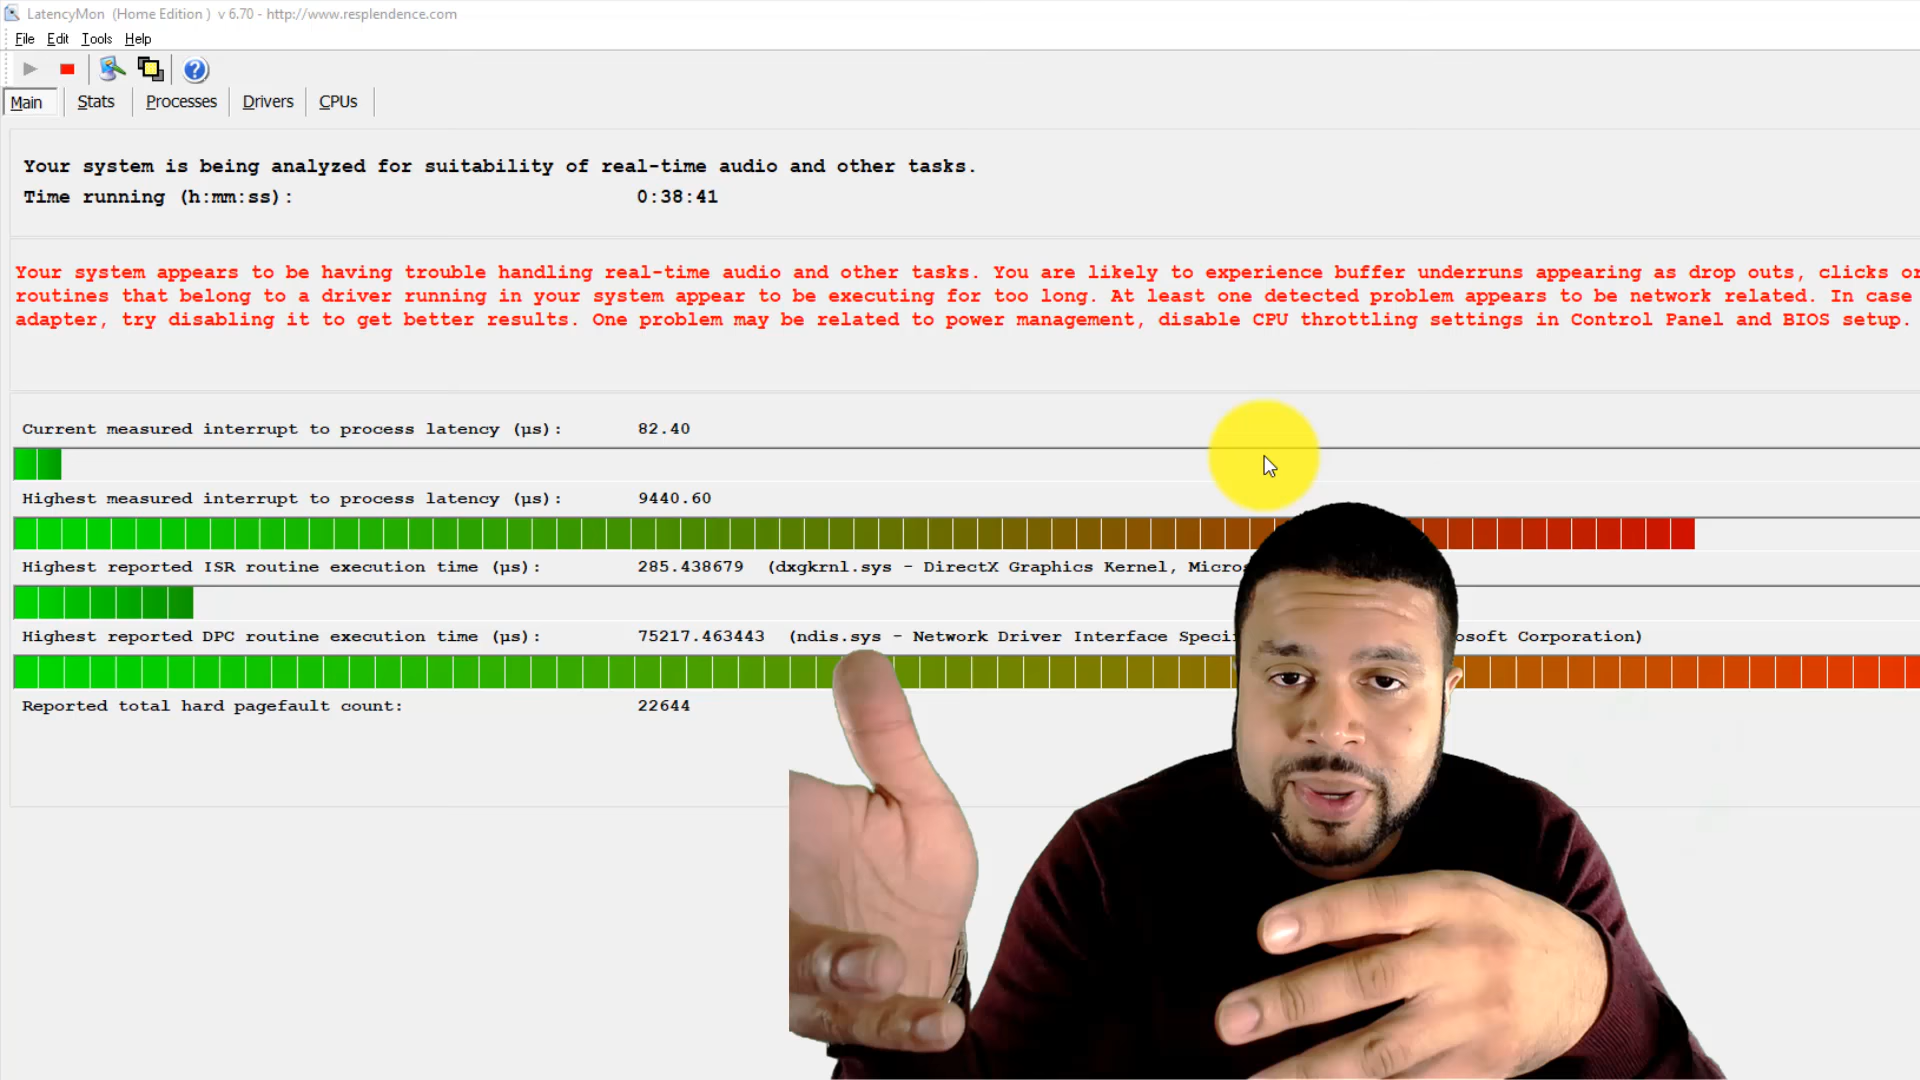 LatencyMon (Home Edition ) v 6.70 - http://www.resplendence.com
File Edit Tools Help
Main Stats Processes Drivers CPUs
Your system is being analyzed for suitability of real-time audio and other tasks.
Time running (h:mm:ss): 0:38:41
Your system appears to be having trouble handling real-time audio and other tasks. You are likely to experience buffer underruns appearing as drop outs, clicks or
routines that belong to a driver running in your system appear to be executing for too long. At least one detected problem appears to be network related. In case
adapter, try disabling it to get better results. One problem may be related to power management, disable CPU throttling settings in Control Panel and BIOS setup.
Current measured interrupt to process latency (µs): 82.40
Highest measured interrupt to process latency (µs): 9440.60
Highest reported ISR routine execution time (µs): 285.438679 (dxgkrnl.sys - DirectX Graphics Kernel,
Highest reported DPC routine execution time (µs): 75217.463443 (ndis.sys - Network Driver Interface Corporation)
Reported total hard pagefault count: 22644